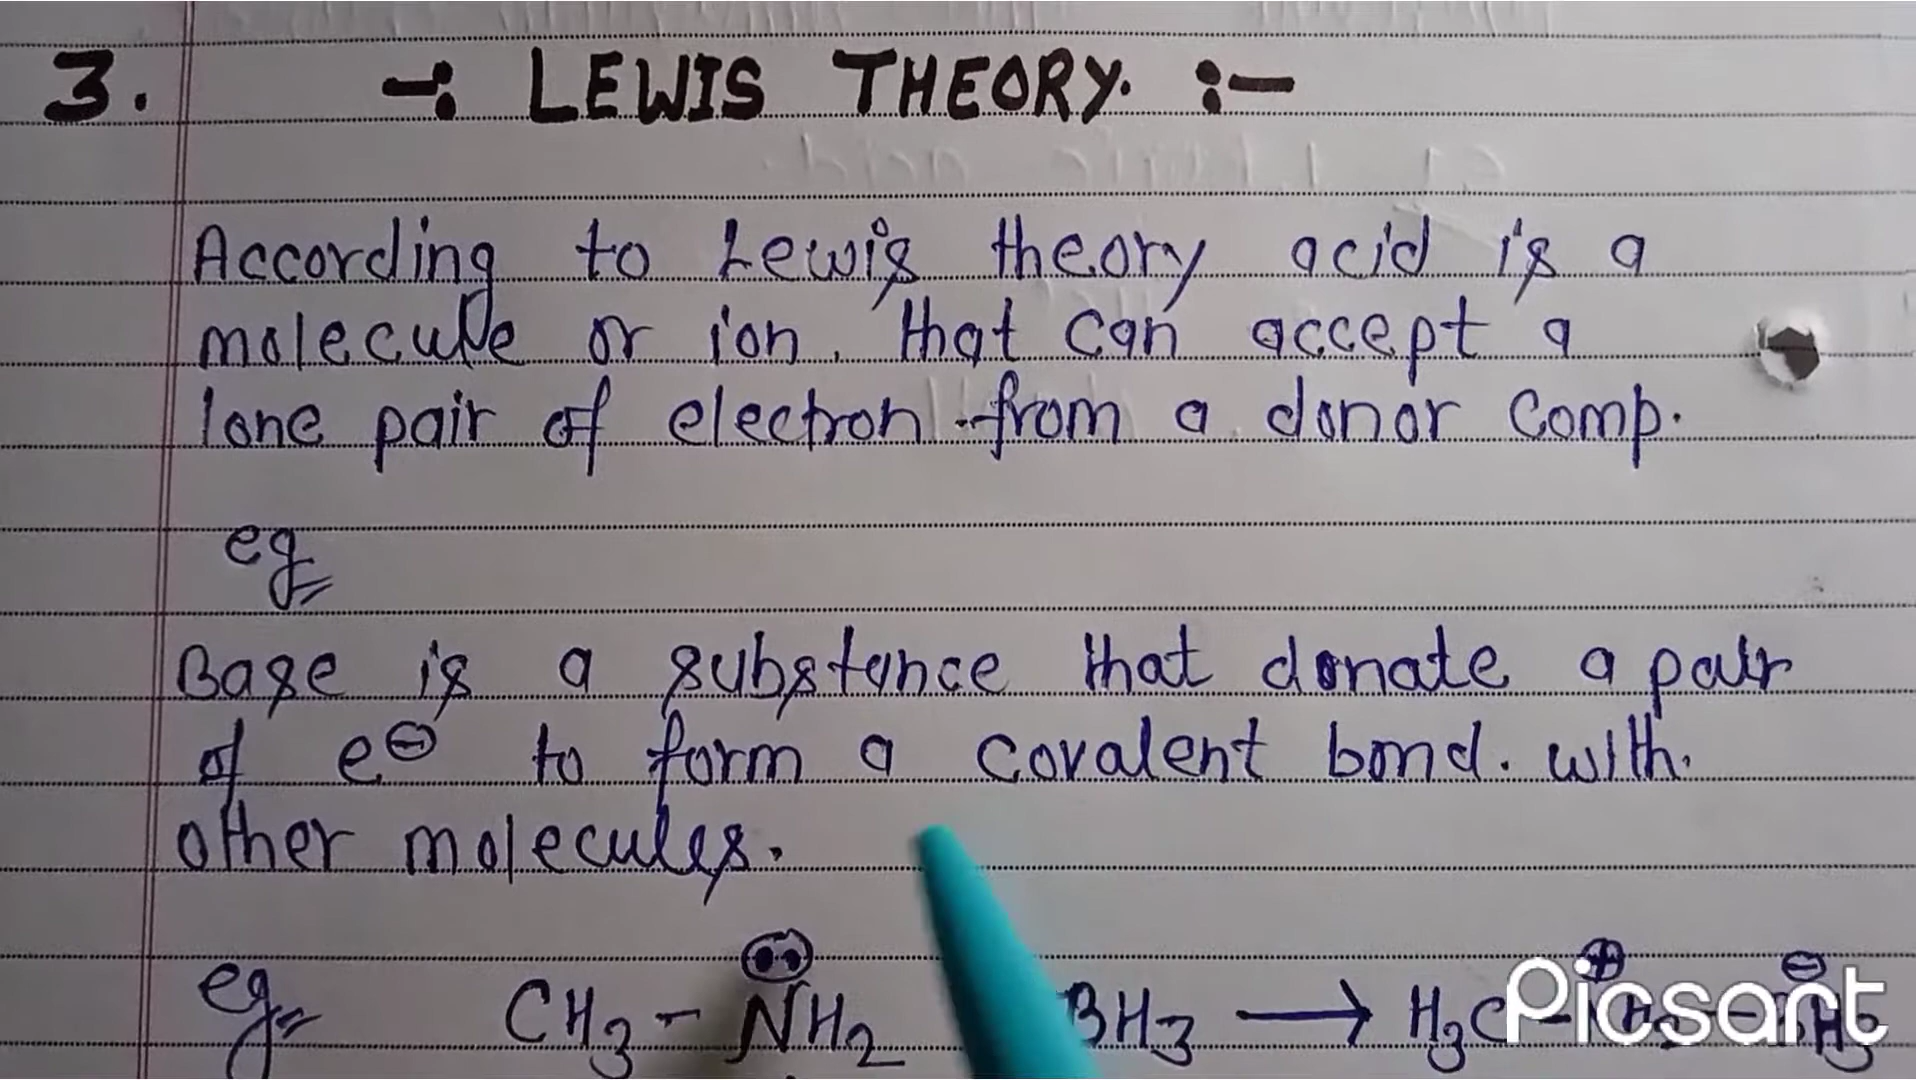 3. -: LEWIS THEORY. :-
According to Lewis theory acid is a
molecule or ion. that can accept a
lone pair of electron from a donor comp.
eg
Base is a substance that donate a pair
of e⊖ to form a covalent bond. with.
other molecules.
eg CH3-NH2 BH3 → H3C
Picsart